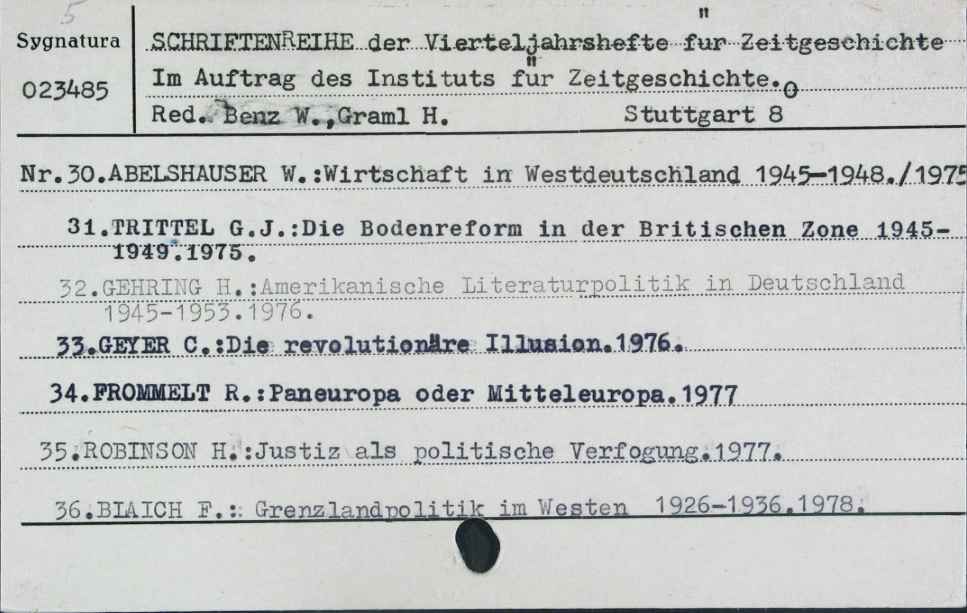 5
Sygnatura
023485
SCHRIFTENREIHE der Vierteljahrshefte für Zeitgeschichte
Im Auftrag des Instituts für Zeitgeschichte.
Red. Benz W.,Graml H. Stuttgart 8o
Nr.30.ABELSHAUSER W.:Wirtschaft in Westdeutschland 1945-1948./1975
31.TRITTEL G.J.:Die Bodenreform in der Britischen Zone 1945-
1949.1975.
32.GEHRING H.:Amerikanische Literaturpolitik in Deutschland
1945-1953.1976.
33.GEYER C.:Die revolutionäre Illusion.1976.
34.FROMMELT R.:Paneuropa oder Mitteleuropa.1977
35.ROBINSON H.:Justiz als politische Verfogung.1977.
36.BIAICH F.: Grenzlandpolitik im Westen 1926-1936.1978.